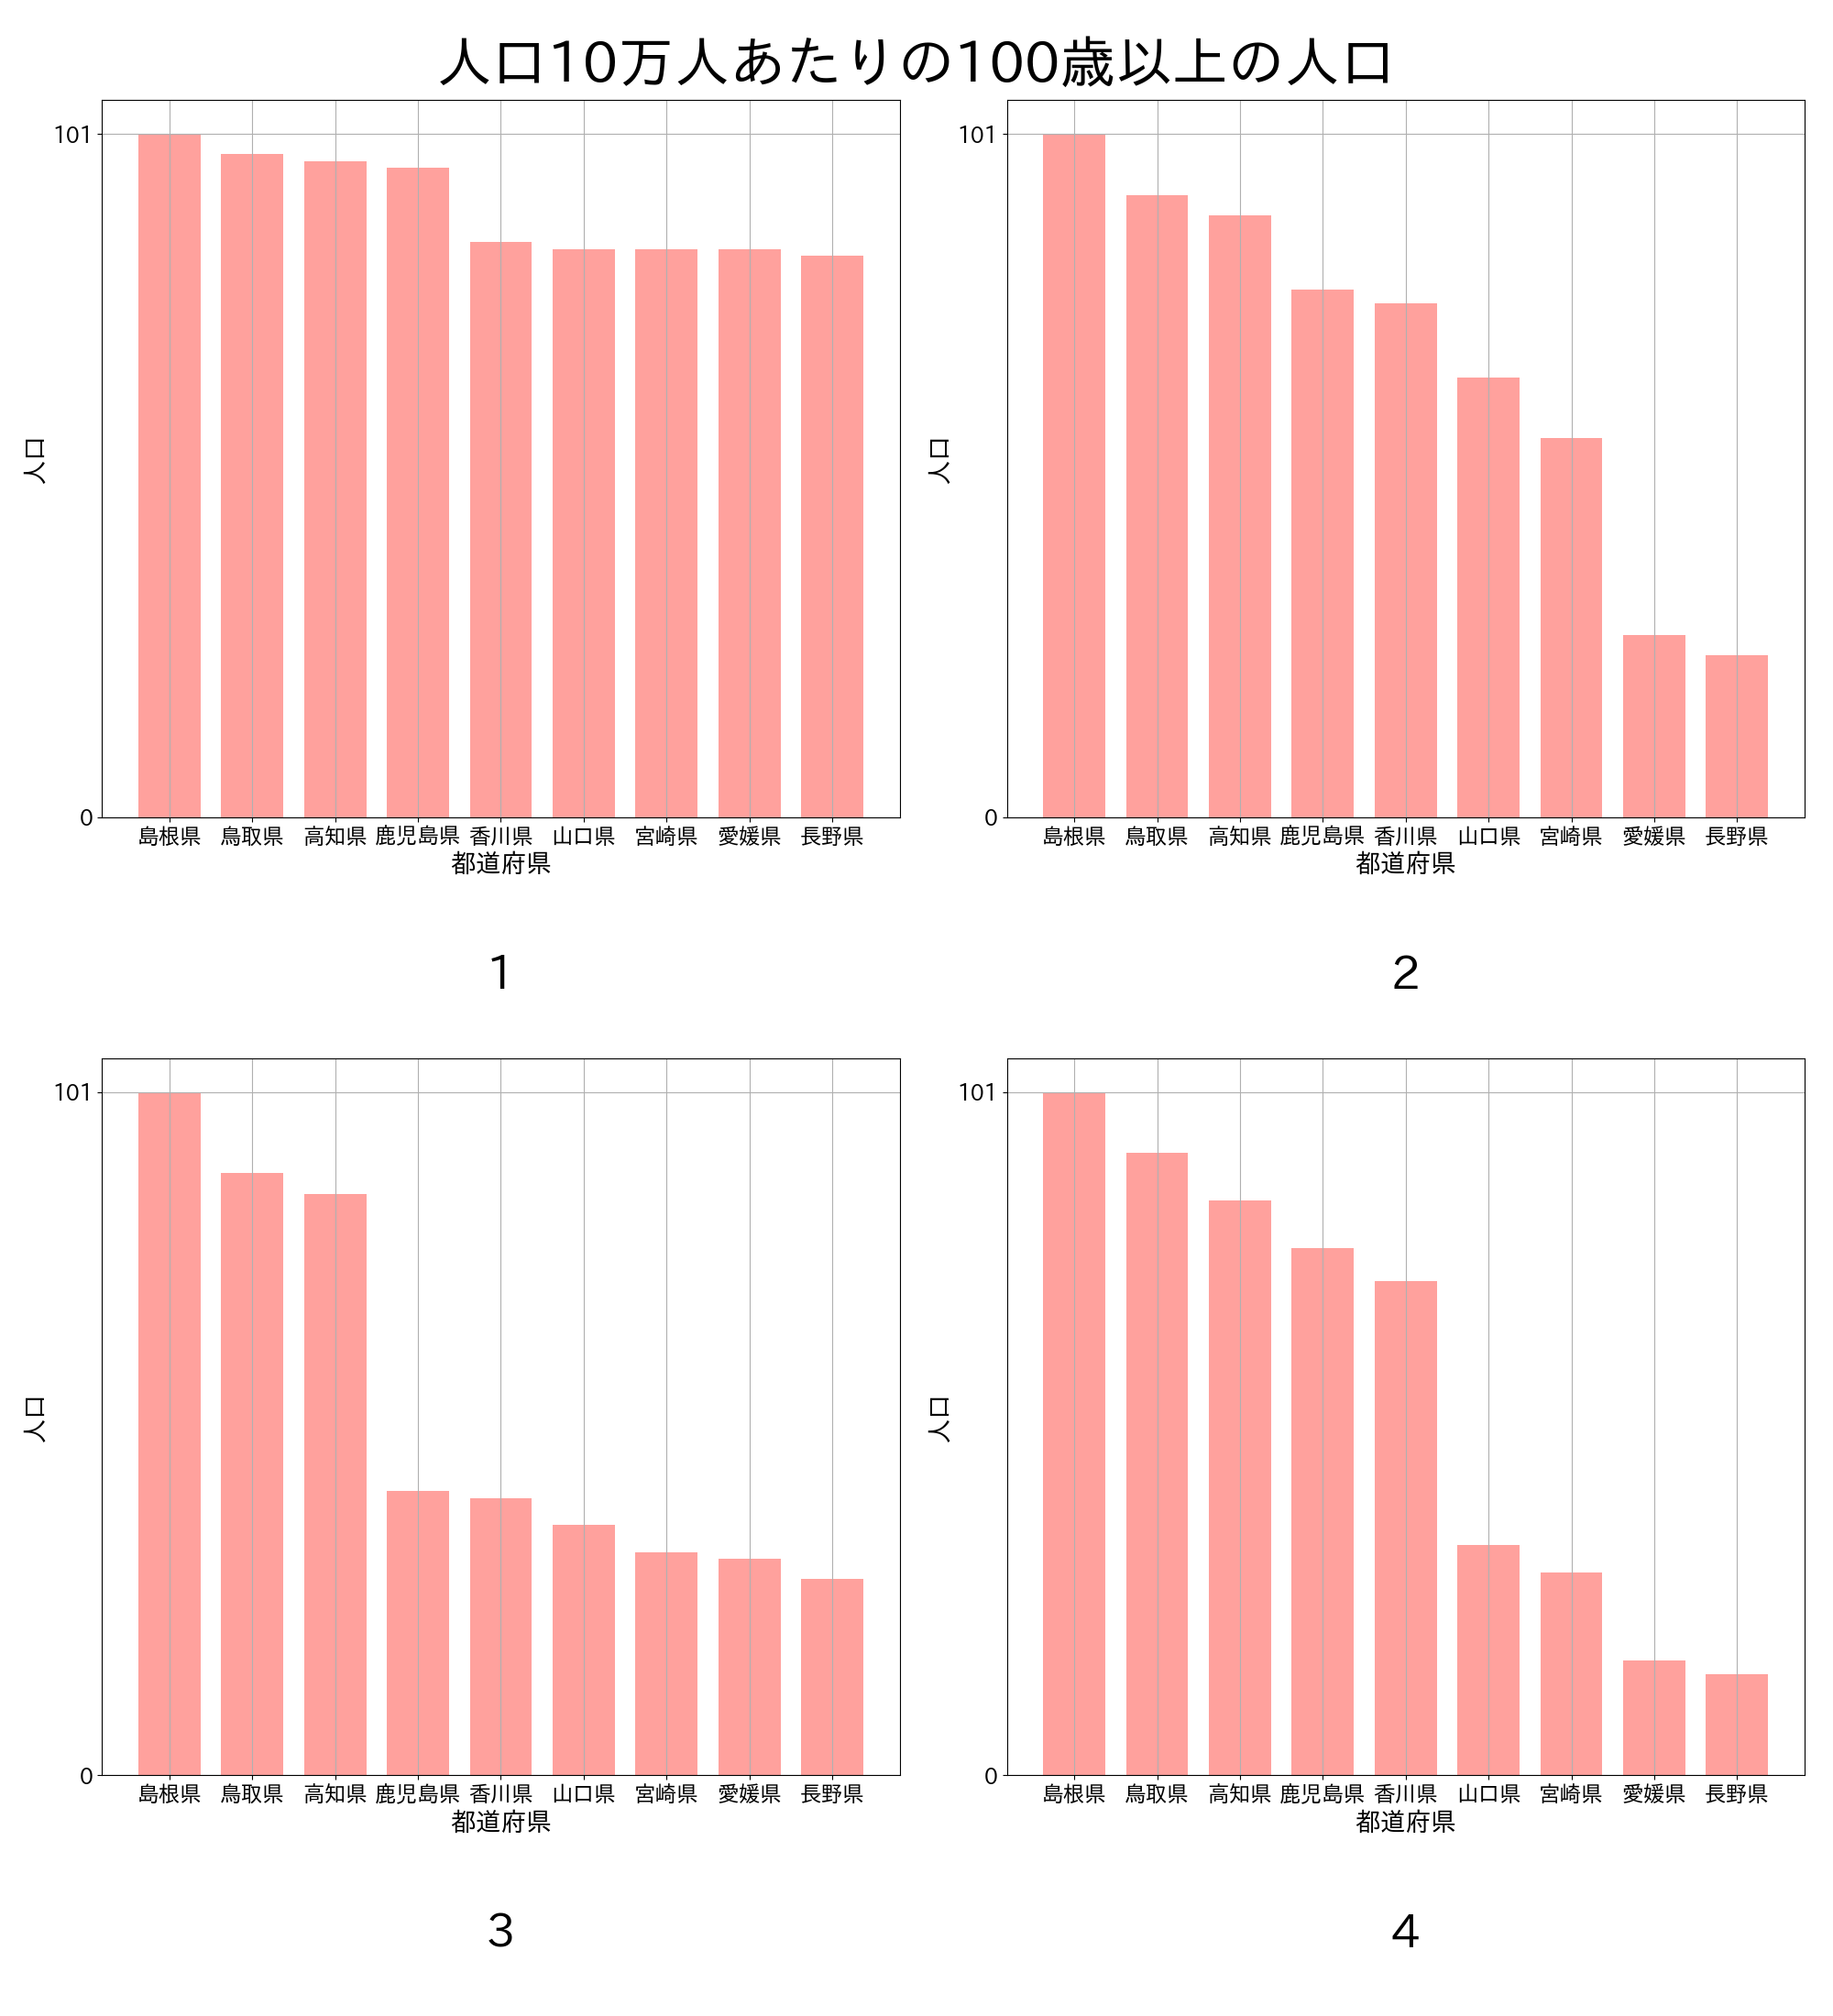 人口10万人あたりの100歳以上の人口
101
0
人口
島根県 鳥取県 高知県 鹿児島県 香川県 山口県 宮崎県 愛媛県 長野県
都道府県
1
101
0
人口
島根県 鳥取県 高知県 鹿児島県 香川県 山口県 宮崎県 愛媛県 長野県
都道府県
2
101
0
人口
島根県 鳥取県 高知県 鹿児島県 香川県 山口県 宮崎県 愛媛県 長野県
都道府県
3
101
0
人口
島根県 鳥取県 高知県 鹿児島県 香川県 山口県 宮崎県 愛媛県 長野県
都道府県
4